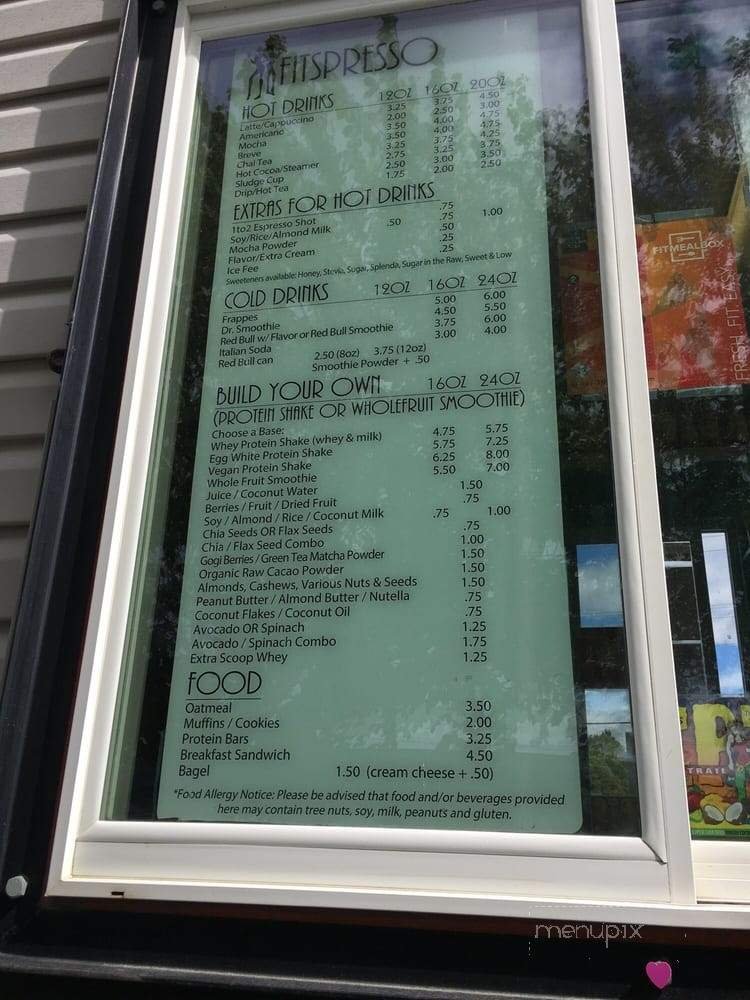 FITSPRESSO
HOT DRINKS 12OZ 16OZ 20OZ
Latte/Cappuccino 3.25 3.75 4.50
Americano 2.00 2.50 3.00
Mocha 3.50 4.00 4.75
Breve 3.50 4.00 4.75
Chai Tea 3.25 3.75 4.25
Hot Cocoa/Steamer 2.75 3.25 3.75
Sludge Cup 2.50 3.00 3.50
Drip/Hot Tea 1.75 2.00 2.50
EXTRAS FOR HOT DRINKS
1to2 Espresso Shot .75
Soy/Rice/Almond Milk .50 .75 1.00
Mocha Powder .50
Flavor/Extra Cream .25
Ice Fee .25
Sweeteners available: Honey, Stevia, Sugar, Splenda, Sugar in the Raw, Sweet & Low
COLD DRINKS 12OZ 16OZ 24OZ
Frappes 5.00 6.00
Dr. Smoothie 4.50 5.50
Red Bull w/ Flavor or Red Bull Smoothie 3.75 6.00
Italian Soda 3.00 4.00
Red Bull can 2.50 (8oz) 3.75 (12oz)
Smoothie Powder + .50
BUILD YOUR OWN 16OZ 24OZ
(PROTEIN SHAKE OR WHOLEFRUIT SMOOTHIE)
Choose a Base:
Whey Protein Shake (whey & milk) 4.75 5.75
Egg White Protein Shake 5.75 7.25
Vegan Protein Shake 6.25 8.00
Whole Fruit Smoothie 5.50 7.00
Juice / Coconut Water 1.50
Berries / Fruit / Dried Fruit .75
Soy / Almond / Rice / Coconut Milk .75 1.00
Chia Seeds OR Flax Seeds .75
Chia / Flax Seed Combo 1.00
Gogi Berries / Green Tea Matcha Powder 1.50
Organic Raw Cacao Powder 1.50
Almonds, Cashews, Various Nuts & Seeds 1.50
Peanut Butter / Almond Butter / Nutella .75
Coconut Flakes / Coconut Oil .75
Avocado OR Spinach 1.25
Avocado / Spinach Combo 1.75
Extra Scoop Whey 1.25
FOOD
Oatmeal 3.50
Muffins / Cookies 2.00
Protein Bars 3.25
Breakfast Sandwich 4.50
Bagel 1.50 (cream cheese + .50)
*Food Allergy Notice: Please be advised that food and/or beverages provided
here may contain tree nuts, soy, milk, peanuts and gluten.
FITMEALBOX
FRESH. FIT. EASY.
menupix